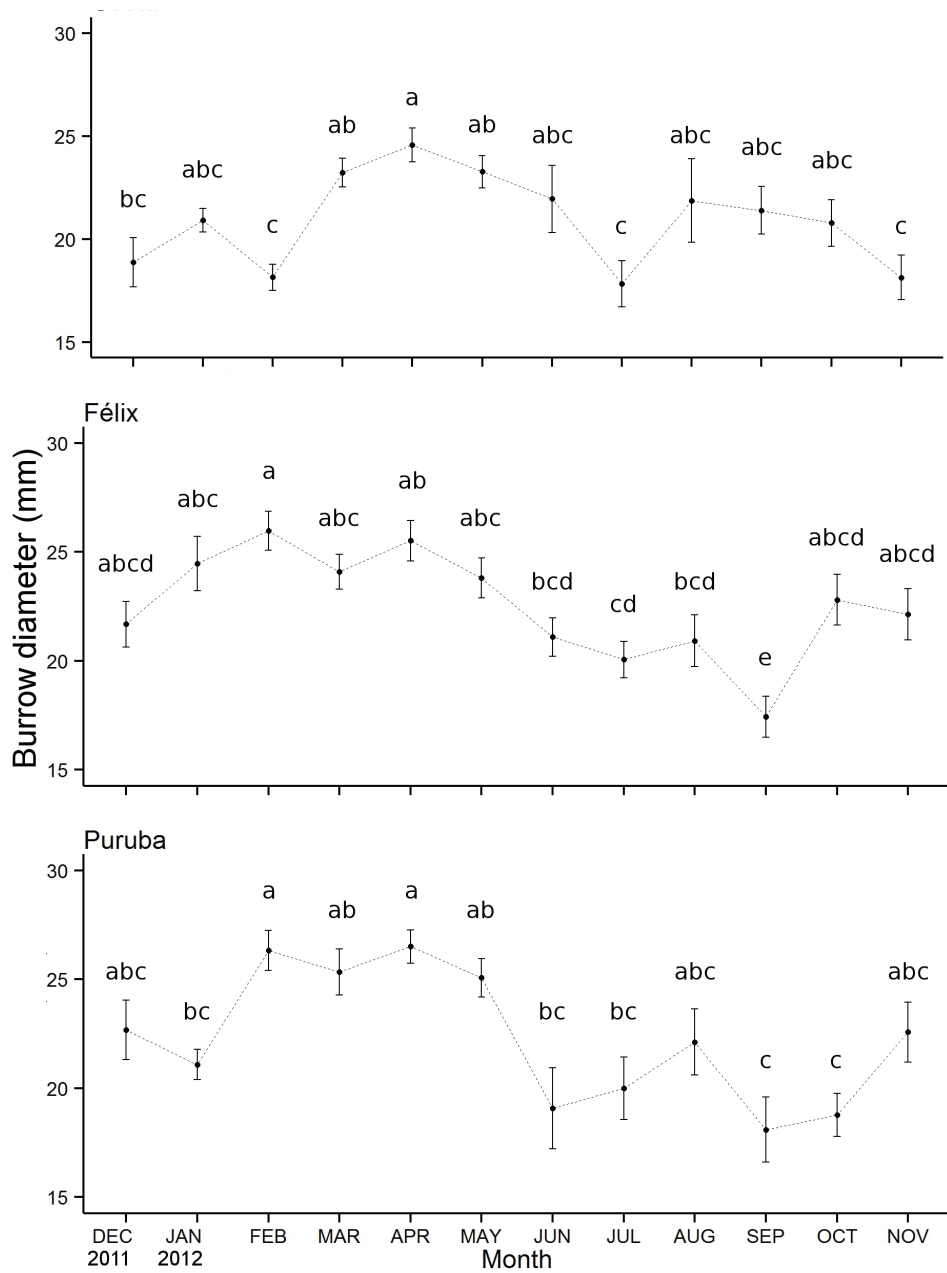 30
a
ab ab
abc abc
25 abc
abc abc
bc
c c c
20
15
Félix
30
a
ab
abc
abc abc
abcd abcd
25 abcd
bcd bcd
cd
20 e
15
Burrow diameter (mm)
Puruba
30
a a
ab ab
25 abc abc abc
bc bc bc
c c
20
15
DEC JAN FEB MAR APR MAY JUN JUL AUG SEP OCT NOV
2011 2012 Month